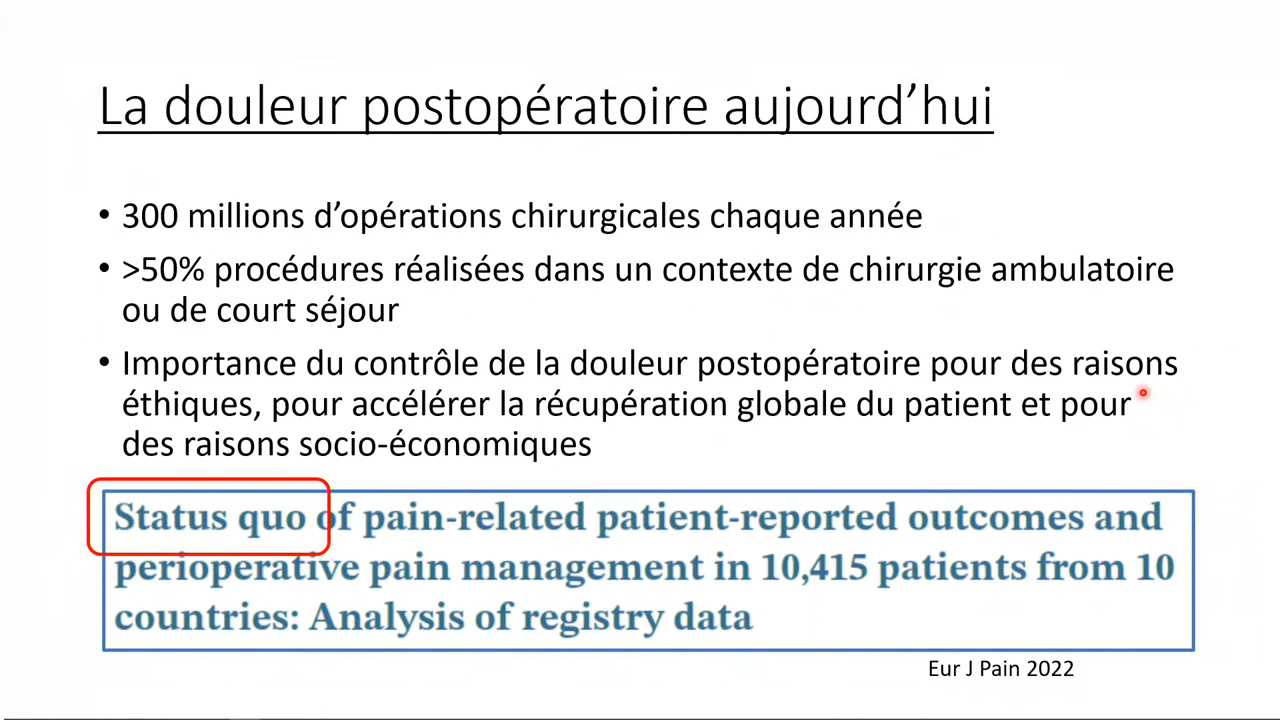 La douleur postopératoire aujourd’hui
• 300 millions d’opérations chirurgicales chaque année
• >50% procédures réalisées dans un contexte de chirurgie ambulatoire
ou de court séjour
• Importance du contrôle de la douleur postopératoire pour des raisons
éthiques, pour accélérer la récupération globale du patient et pour
des raisons socio-économiques
Status quo of pain-related patient-reported outcomes and
perioperative pain management in 10,415 patients from 10
countries: Analysis of registry data
Eur J Pain 2022